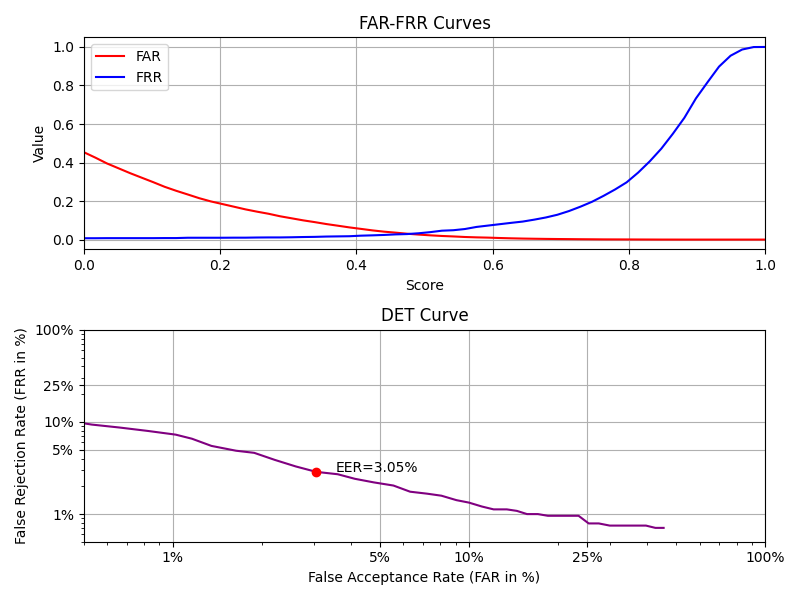 FAR-FRR Curves
1.0
0.8
0.6
0.4
0.2
0.0
Value
FAR
FRR
0.0 0.2 0.4 0.6 0.8 1.0
Score
DET Curve
100%
25%
10%
5%
1%
False Rejection Rate (FRR in %)
EER=3.05%
1% 5% 10% 25% 100%
False Acceptance Rate (FAR in %)